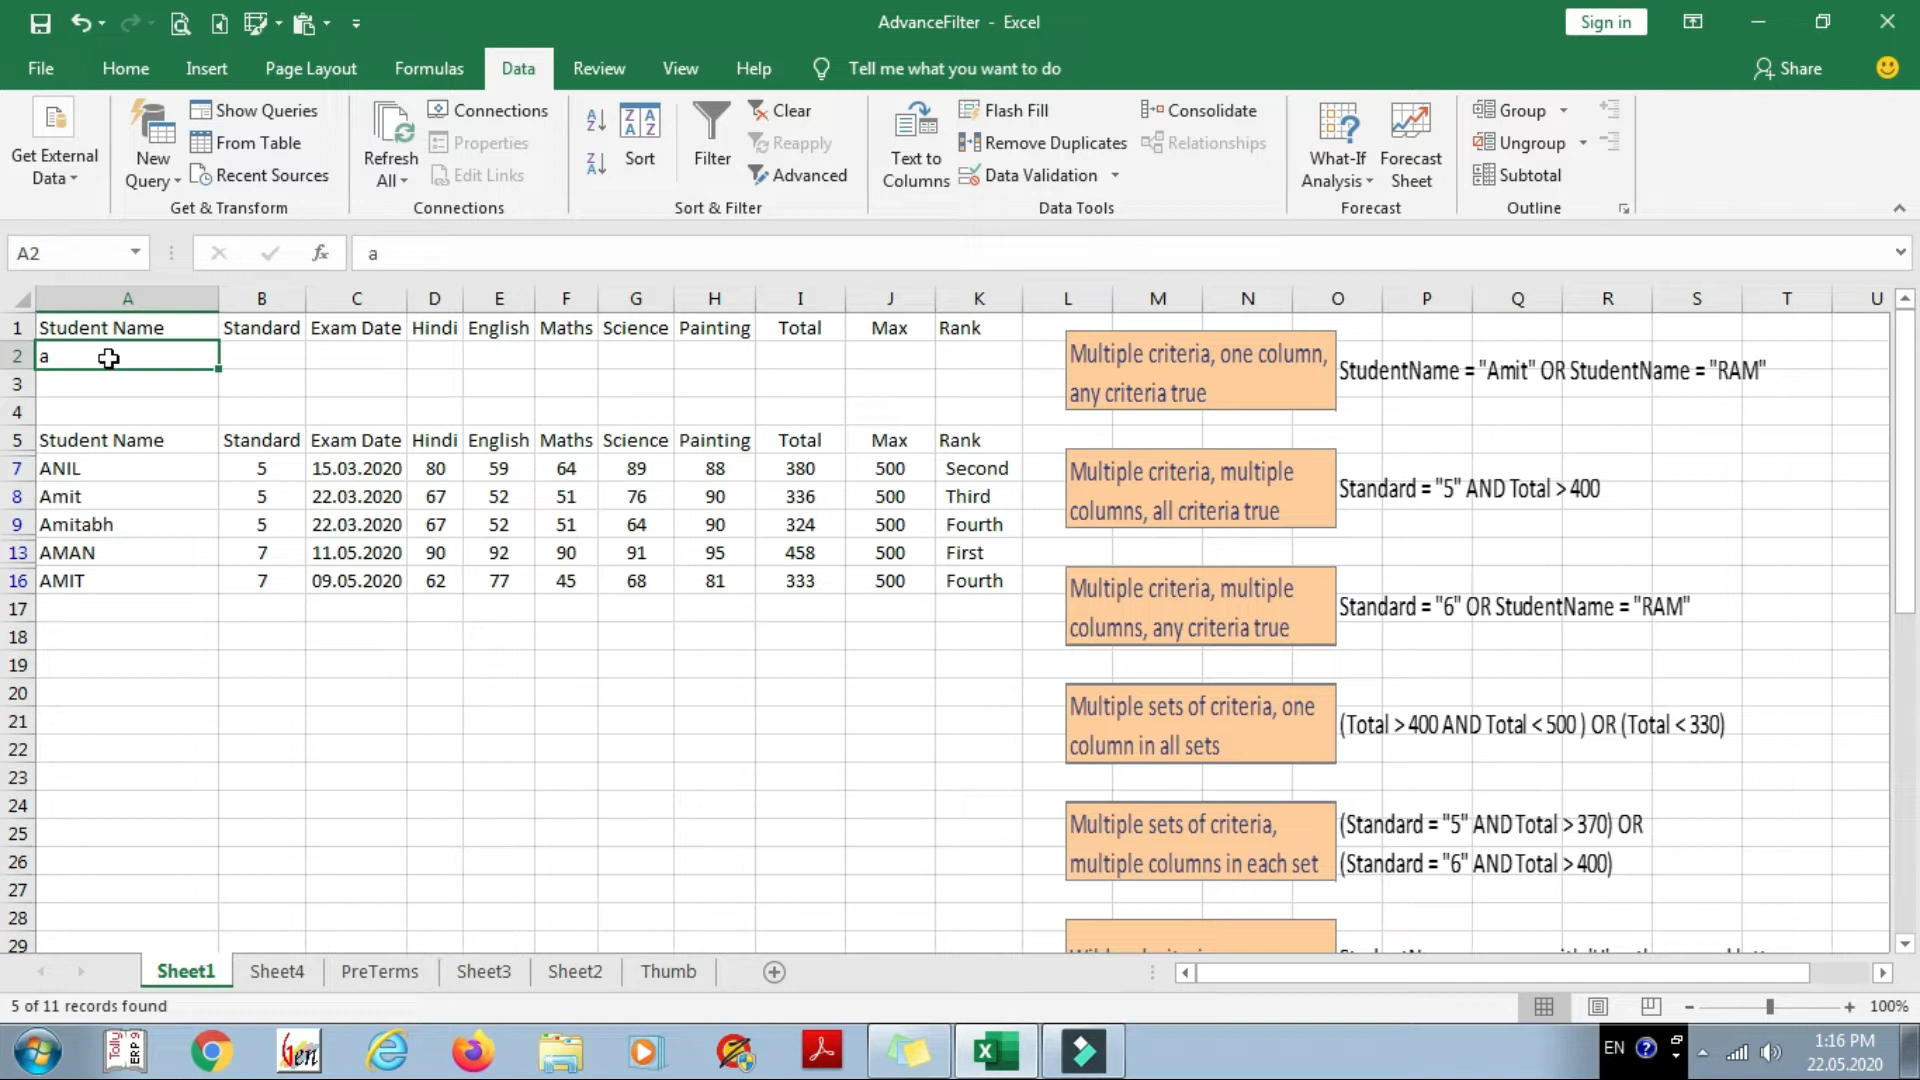 AdvanceFilter - Excel
Sign in
File Home Insert Page Layout Formulas Data Review View Help Tell me what you want to do Share
Get External Data
New Query
Show Queries
From Table
Recent Sources
Get & Transform
Refresh All
Connections
Properties
Edit Links
Connections
Sort
Filter
Clear
Reapply
Advanced
Sort & Filter
Text to Columns
Flash Fill
Remove Duplicates
Data Validation
Consolidate
Relationships
Data Tools
What-If Analysis
Forecast Sheet
Forecast
Group
Ungroup
Subtotal
Outline
A2 fx a
A B C D E F G H I J K L M N O P Q R S T U
1 Student Name Standard Exam Date Hindi English Maths Science Painting Total Max Rank
2 a
3
4
5 Student Name Standard Exam Date Hindi English Maths Science Painting Total Max Rank
7 ANIL 5 15.03.2020 80 59 64 89 88 380 500 Second
8 Amit 5 22.03.2020 67 52 51 76 90 336 500 Third
9 Amitabh 5 22.03.2020 67 52 51 64 90 324 500 Fourth
13 AMAN 7 11.05.2020 90 92 90 91 95 458 500 First
16 AMIT 7 09.05.2020 62 77 45 68 81 333 500 Fourth
17
18
19
20
21
22
23
24
25
26
27
28
29
Multiple criteria, one column,
any criteria true
StudentName = "Amit" OR StudentName = "RAM"
Multiple criteria, multiple
columns, all criteria true
Standard = "5" AND Total > 400
Multiple criteria, multiple
columns, any criteria true
Standard = "6" OR StudentName = "RAM"
Multiple sets of criteria, one
column in all sets
(Total > 400 AND Total < 500 ) OR (Total < 330)
Multiple sets of criteria,
multiple columns in each set
(Standard = "5" AND Total > 370) OR
(Standard = "6" AND Total > 400)
Sheet1 Sheet4 PreTerms Sheet3 Sheet2 Thumb
5 of 11 records found
100%
Tally ERP 9
Gen
EN
1:16 PM
22.05.2020